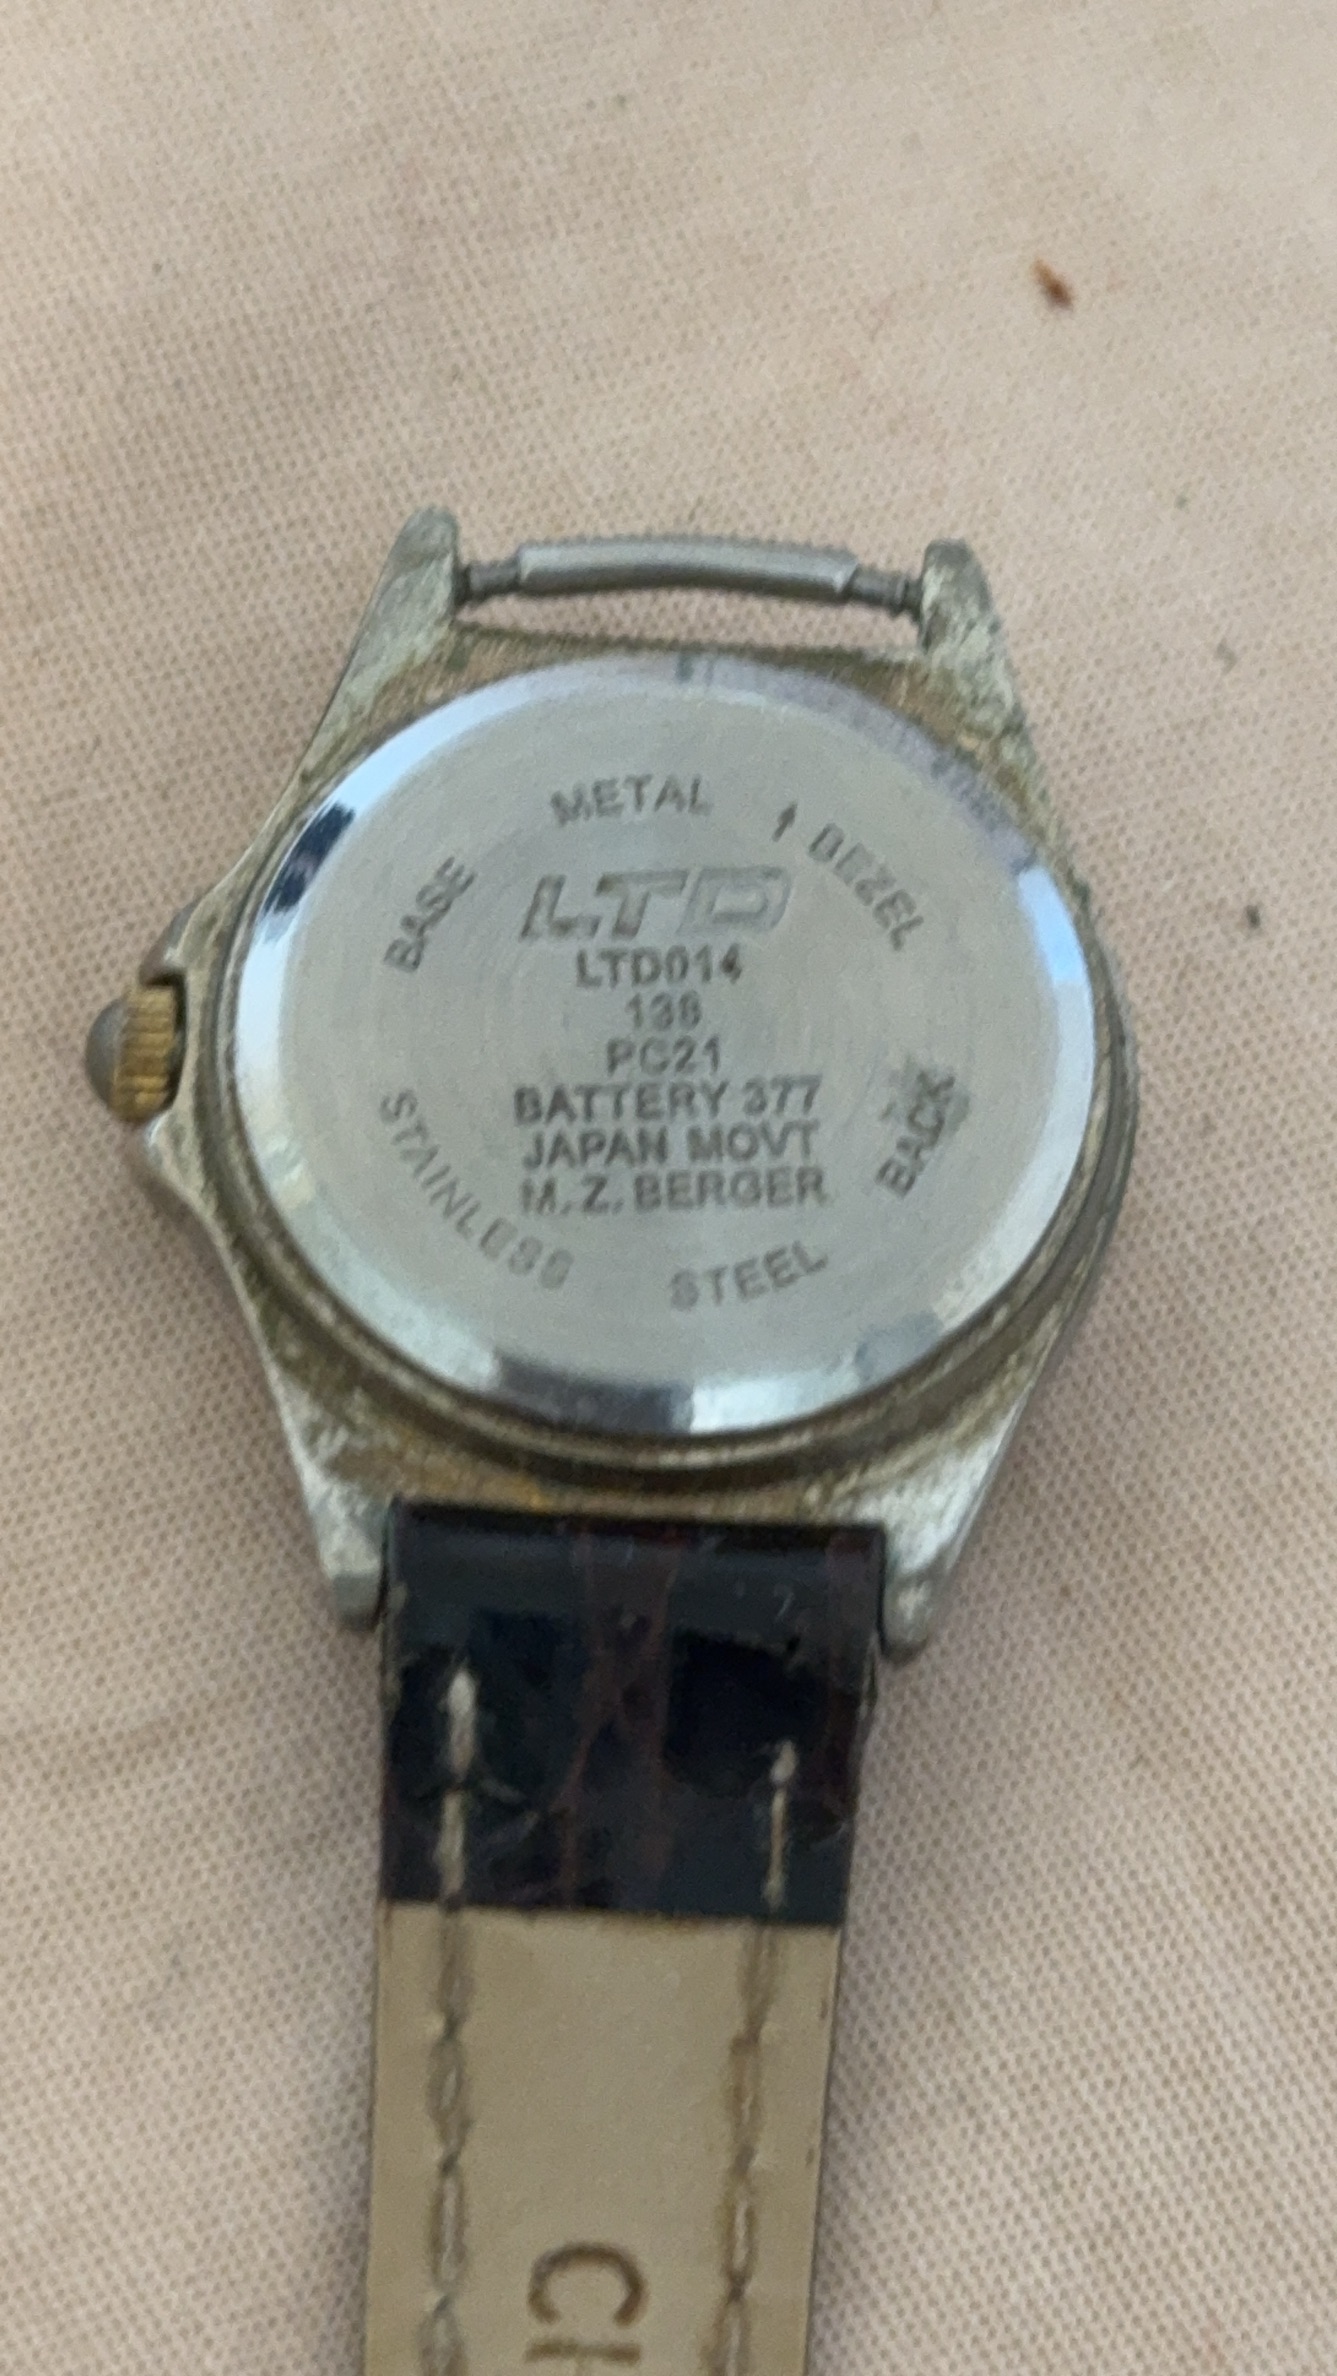 BASE METAL ↑ BEZEL
LTD
LTD014
138
PC21
BATTERY 377
JAPAN MOVT
M.Z.BERGER
STAINLESS STEEL BACK